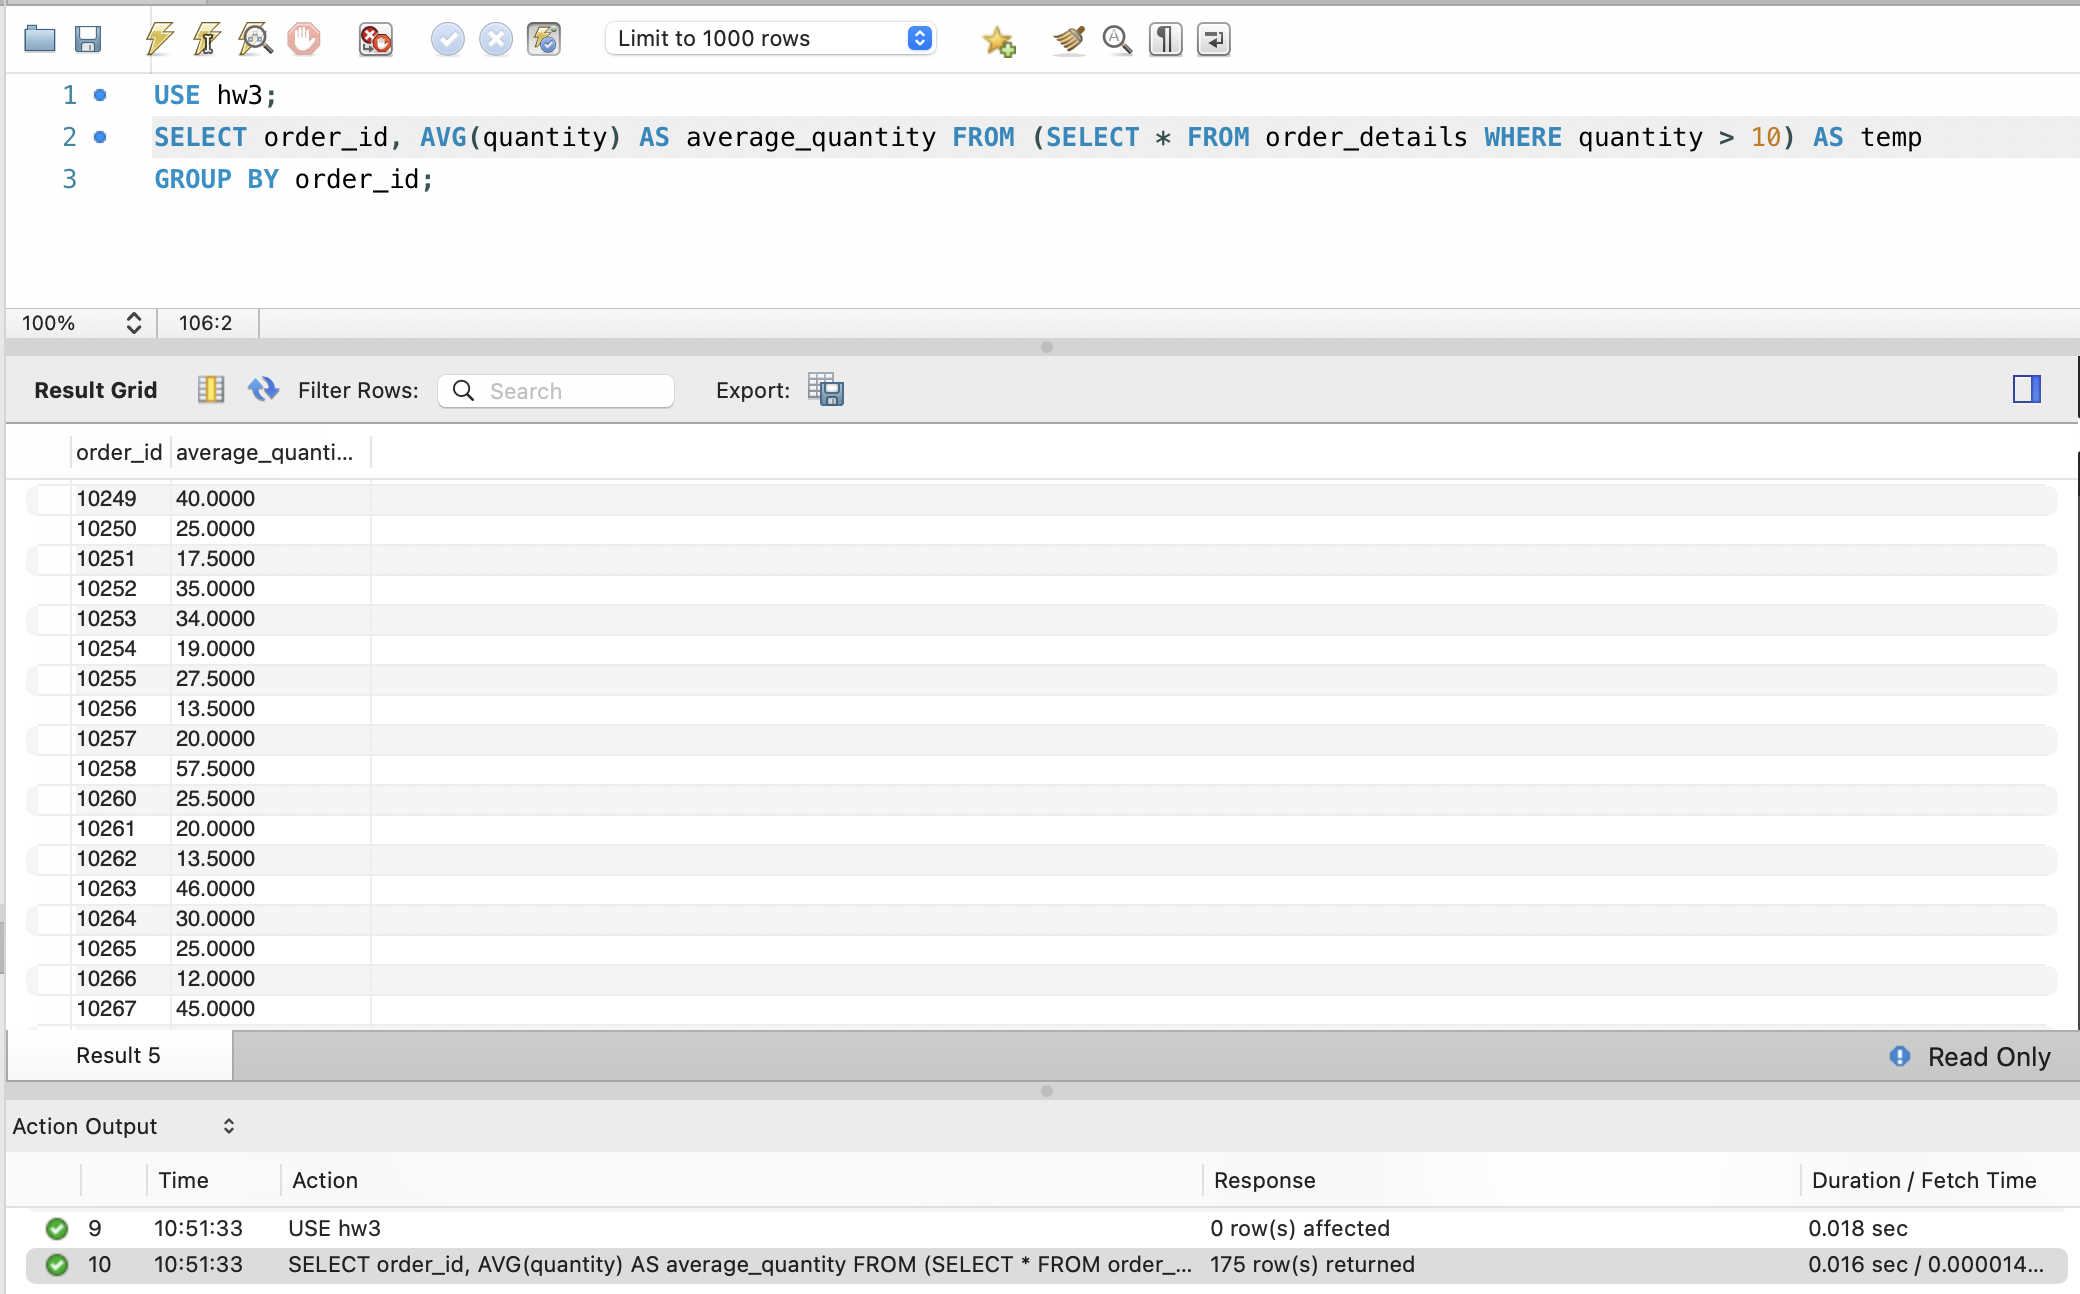 Limit to 1000 rows
1 USE hw3;
2 SELECT order_id, AVG(quantity) AS average_quantity FROM (SELECT * FROM order_details WHERE quantity > 10) AS temp
3 GROUP BY order_id;
100% 106:2
Result Grid Filter Rows: Search Export:
order_id average_quanti...
10249 40.0000
10250 25.0000
10251 17.5000
10252 35.0000
10253 34.0000
10254 19.0000
10255 27.5000
10256 13.5000
10257 20.0000
10258 57.5000
10260 25.5000
10261 20.0000
10262 13.5000
10263 46.0000
10264 30.0000
10265 25.0000
10266 12.0000
10267 45.0000
Result 5 Read Only
Action Output
Time Action Response Duration / Fetch Time
9 10:51:33 USE hw3 0 row(s) affected 0.018 sec
10 10:51:33 SELECT order_id, AVG(quantity) AS average_quantity FROM (SELECT * FROM order_... 175 row(s) returned 0.016 sec / 0.000014...